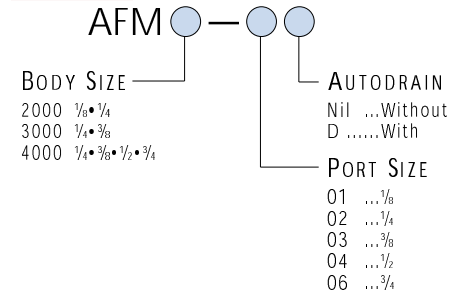 AFM —
BODY SIZE
2000 ⅛•¼
3000 ¼•⅜
4000 ¼•⅜•½•¾
AUTODRAIN
Nil ...Without
D ......With
PORT SIZE
01 ...⅛
02 ...¼
03 ...⅜
04 ...½
06 ...¾